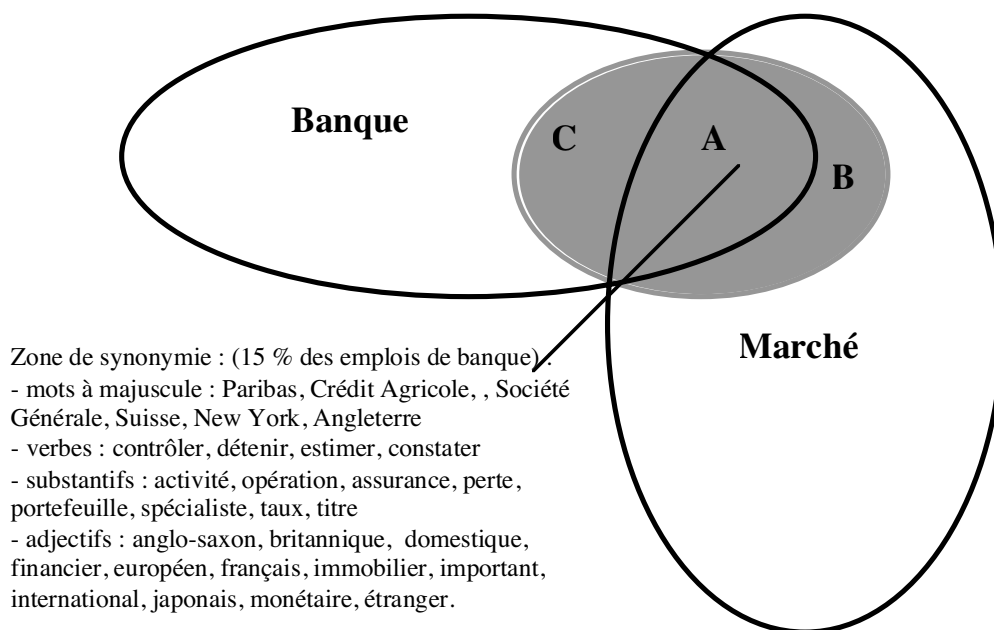 Banque
C
A
B
Marché
Zone de synonymie : (15 % des emplois de banque) :
- mots à majuscule : Paribas, Crédit Agricole, , Société
Générale, Suisse, New York, Angleterre
- verbes : contrôler, détenir, estimer, constater
- substantifs : activité, opération, assurance, perte,
portefeuille, spécialiste, taux, titre
- adjectifs : anglo-saxon, britannique, domestique,
financier, européen, français, immobilier, important,
international, japonais, monétaire, étranger.